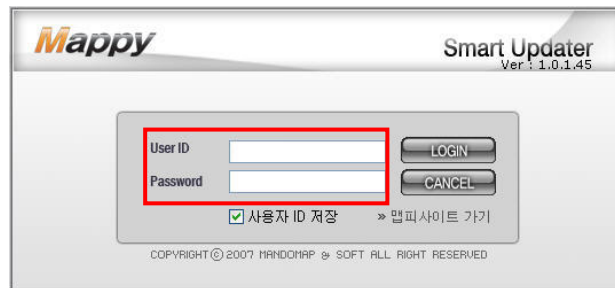 Mappy
Smart Updater
Ver : 1.0.1.45
User ID
LOGIN
Password
CANCEL
사용자 ID 저장 » 맵피사이트 가기
COPYRIGHT ⓒ 2007 MANDOMAP & SOFT ALL RIGHT RESERVED